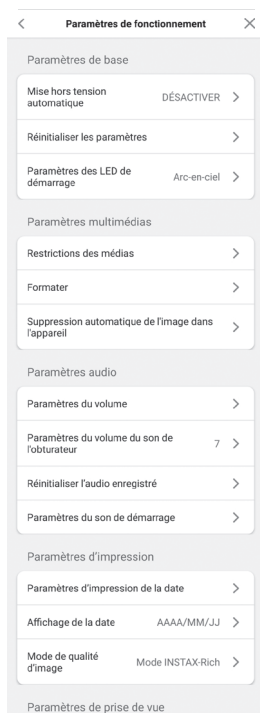 Paramètres de fonctionnement
Paramètres de base
Mise hors tension
automatique
DÉSACTIVER
Réinitialiser les paramètres
Paramètres des LED de
démarrage
Arc-en-ciel
Paramètres multimédias
Restrictions des médias
Formater
Suppression automatique de l'image dans
l'appareil
Paramètres audio
Paramètres du volume
Paramètres du volume du son de
l'obturateur
7
Réinitialiser l'audio enregistré
Paramètres du son de démarrage
Paramètres d'impression
Paramètres d'impression de la date
Affichage de la date
AAAA/MM/JJ
Mode de qualité
d'image
Mode INSTAX-Rich
Paramètres de prise de vue